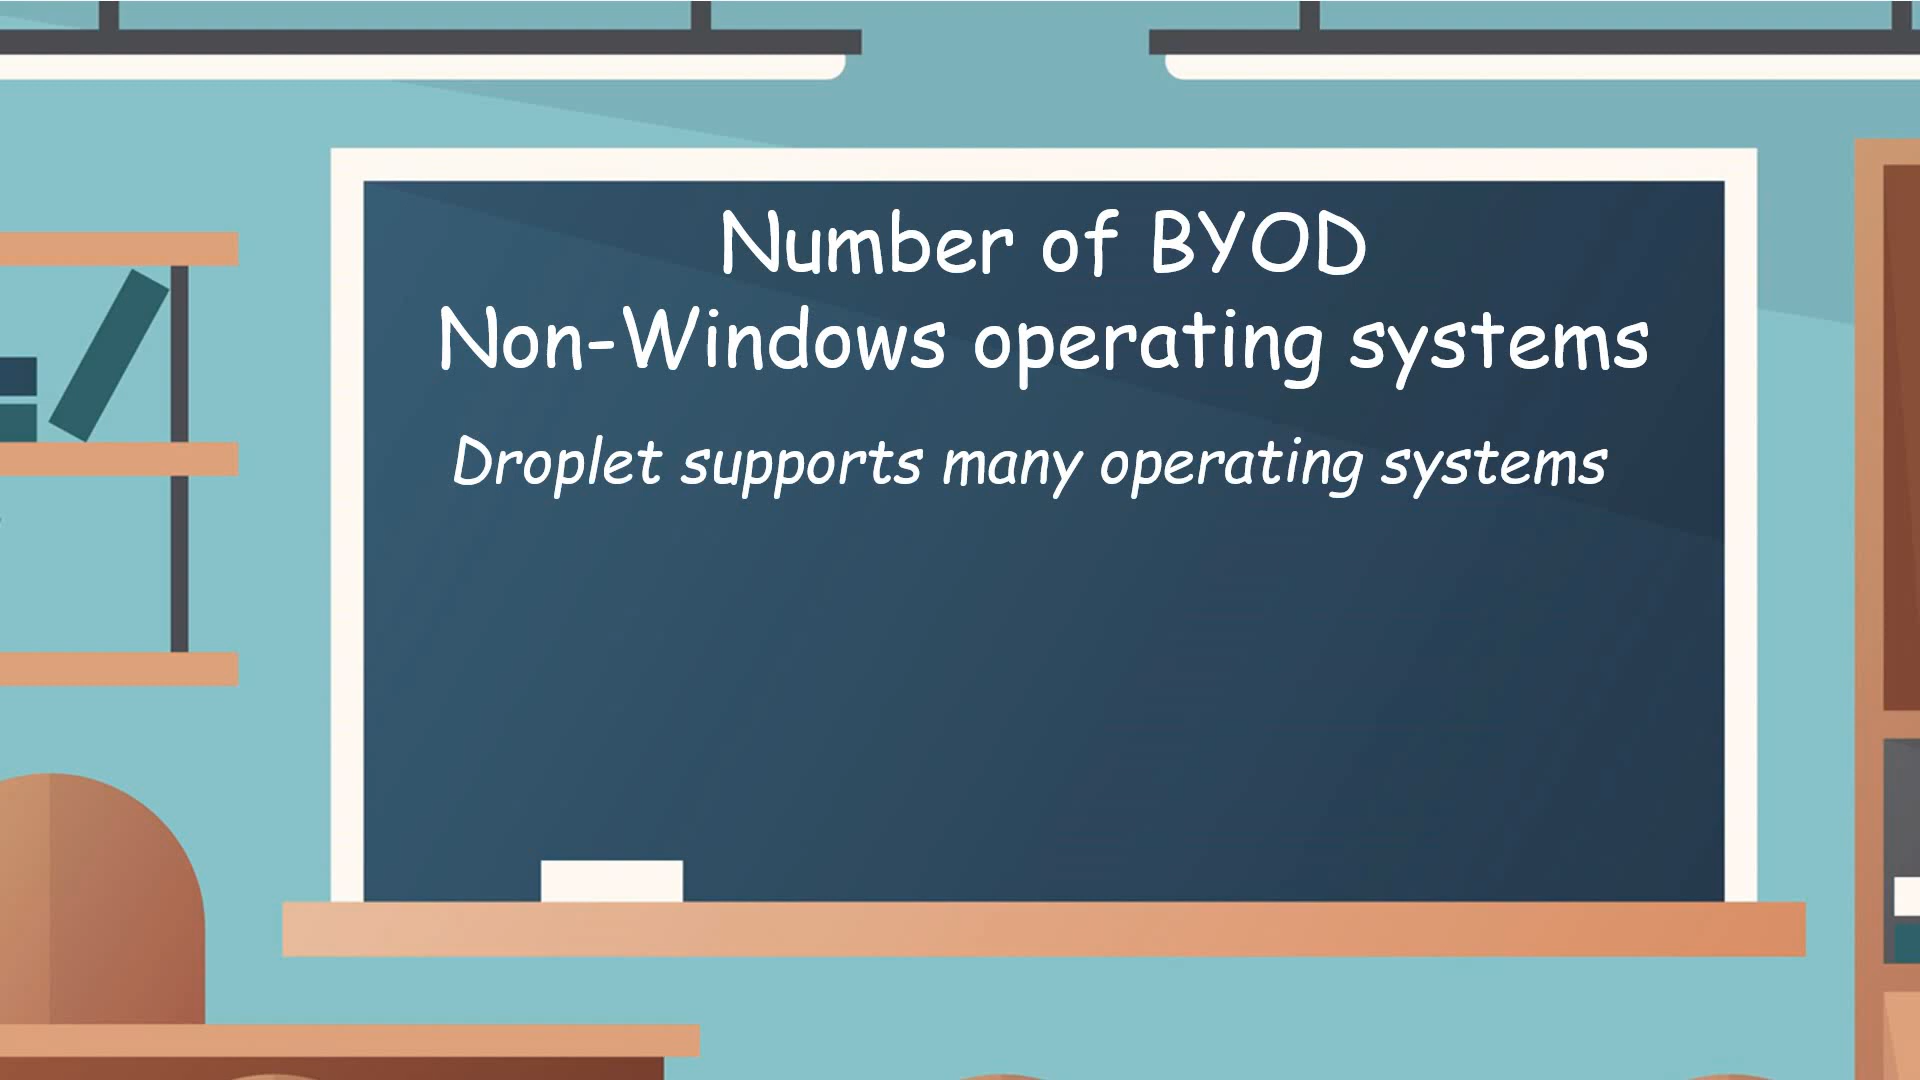 Number of BYOD
Non-Windows operating systems
Droplet supports many operating systems